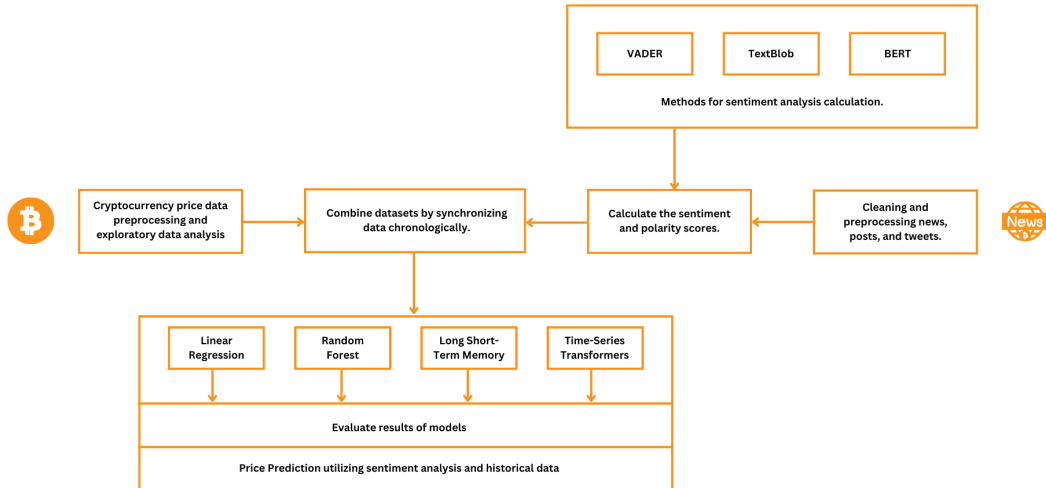 VADER
TextBlob
BERT
Methods for sentiment analysis calculation.
Cryptocurrency price data
preprocessing and
exploratory data analysis
Combine datasets by synchronizing
data chronologically.
Calculate the sentiment
and polarity scores.
Cleaning and
preprocessing news,
posts, and tweets.
News
Linear
Regression
Random
Forest
Long Short-
Term Memory
Time-Series
Transformers
Evaluate results of models
Price Prediction utilizing sentiment analysis and historical data